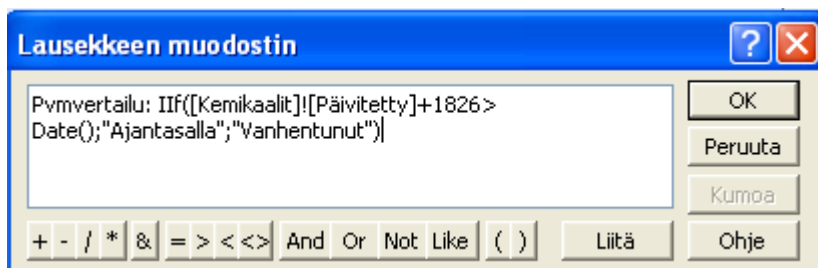 Lausekkeen muodostin
Pvmvertailu: IIf([Kemikaalit]![Päivitetty]+1826>
Date();"Ajantasalla";"Vanhentunut")
OK
Peruuta
Kumoa
+ - / * & = > < <> And Or Not Like ( ) Liitä Ohje